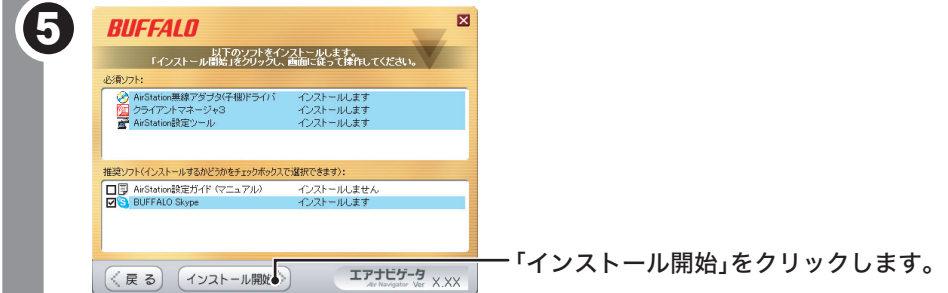 5
BUFFALO
以下のソフトをインストールします。
「インストール開始」をクリックし、画面に従って操作してください。
必須ソフト:
AirStation無線アダプタ(子機)ドライバ インストールします
クライアントマネージャ3 インストールします
AirStation設定ツール インストールします
推奨ソフト(インストールするかどうかをチェックボックスで選択できます):
AirStation設定ガイド(マニュアル) インストールしません
BUFFALO Skype インストールします
戻る インストール開始 エアナビゲータ
Air Navigator Ver X.XX
「インストール開始」をクリックします。